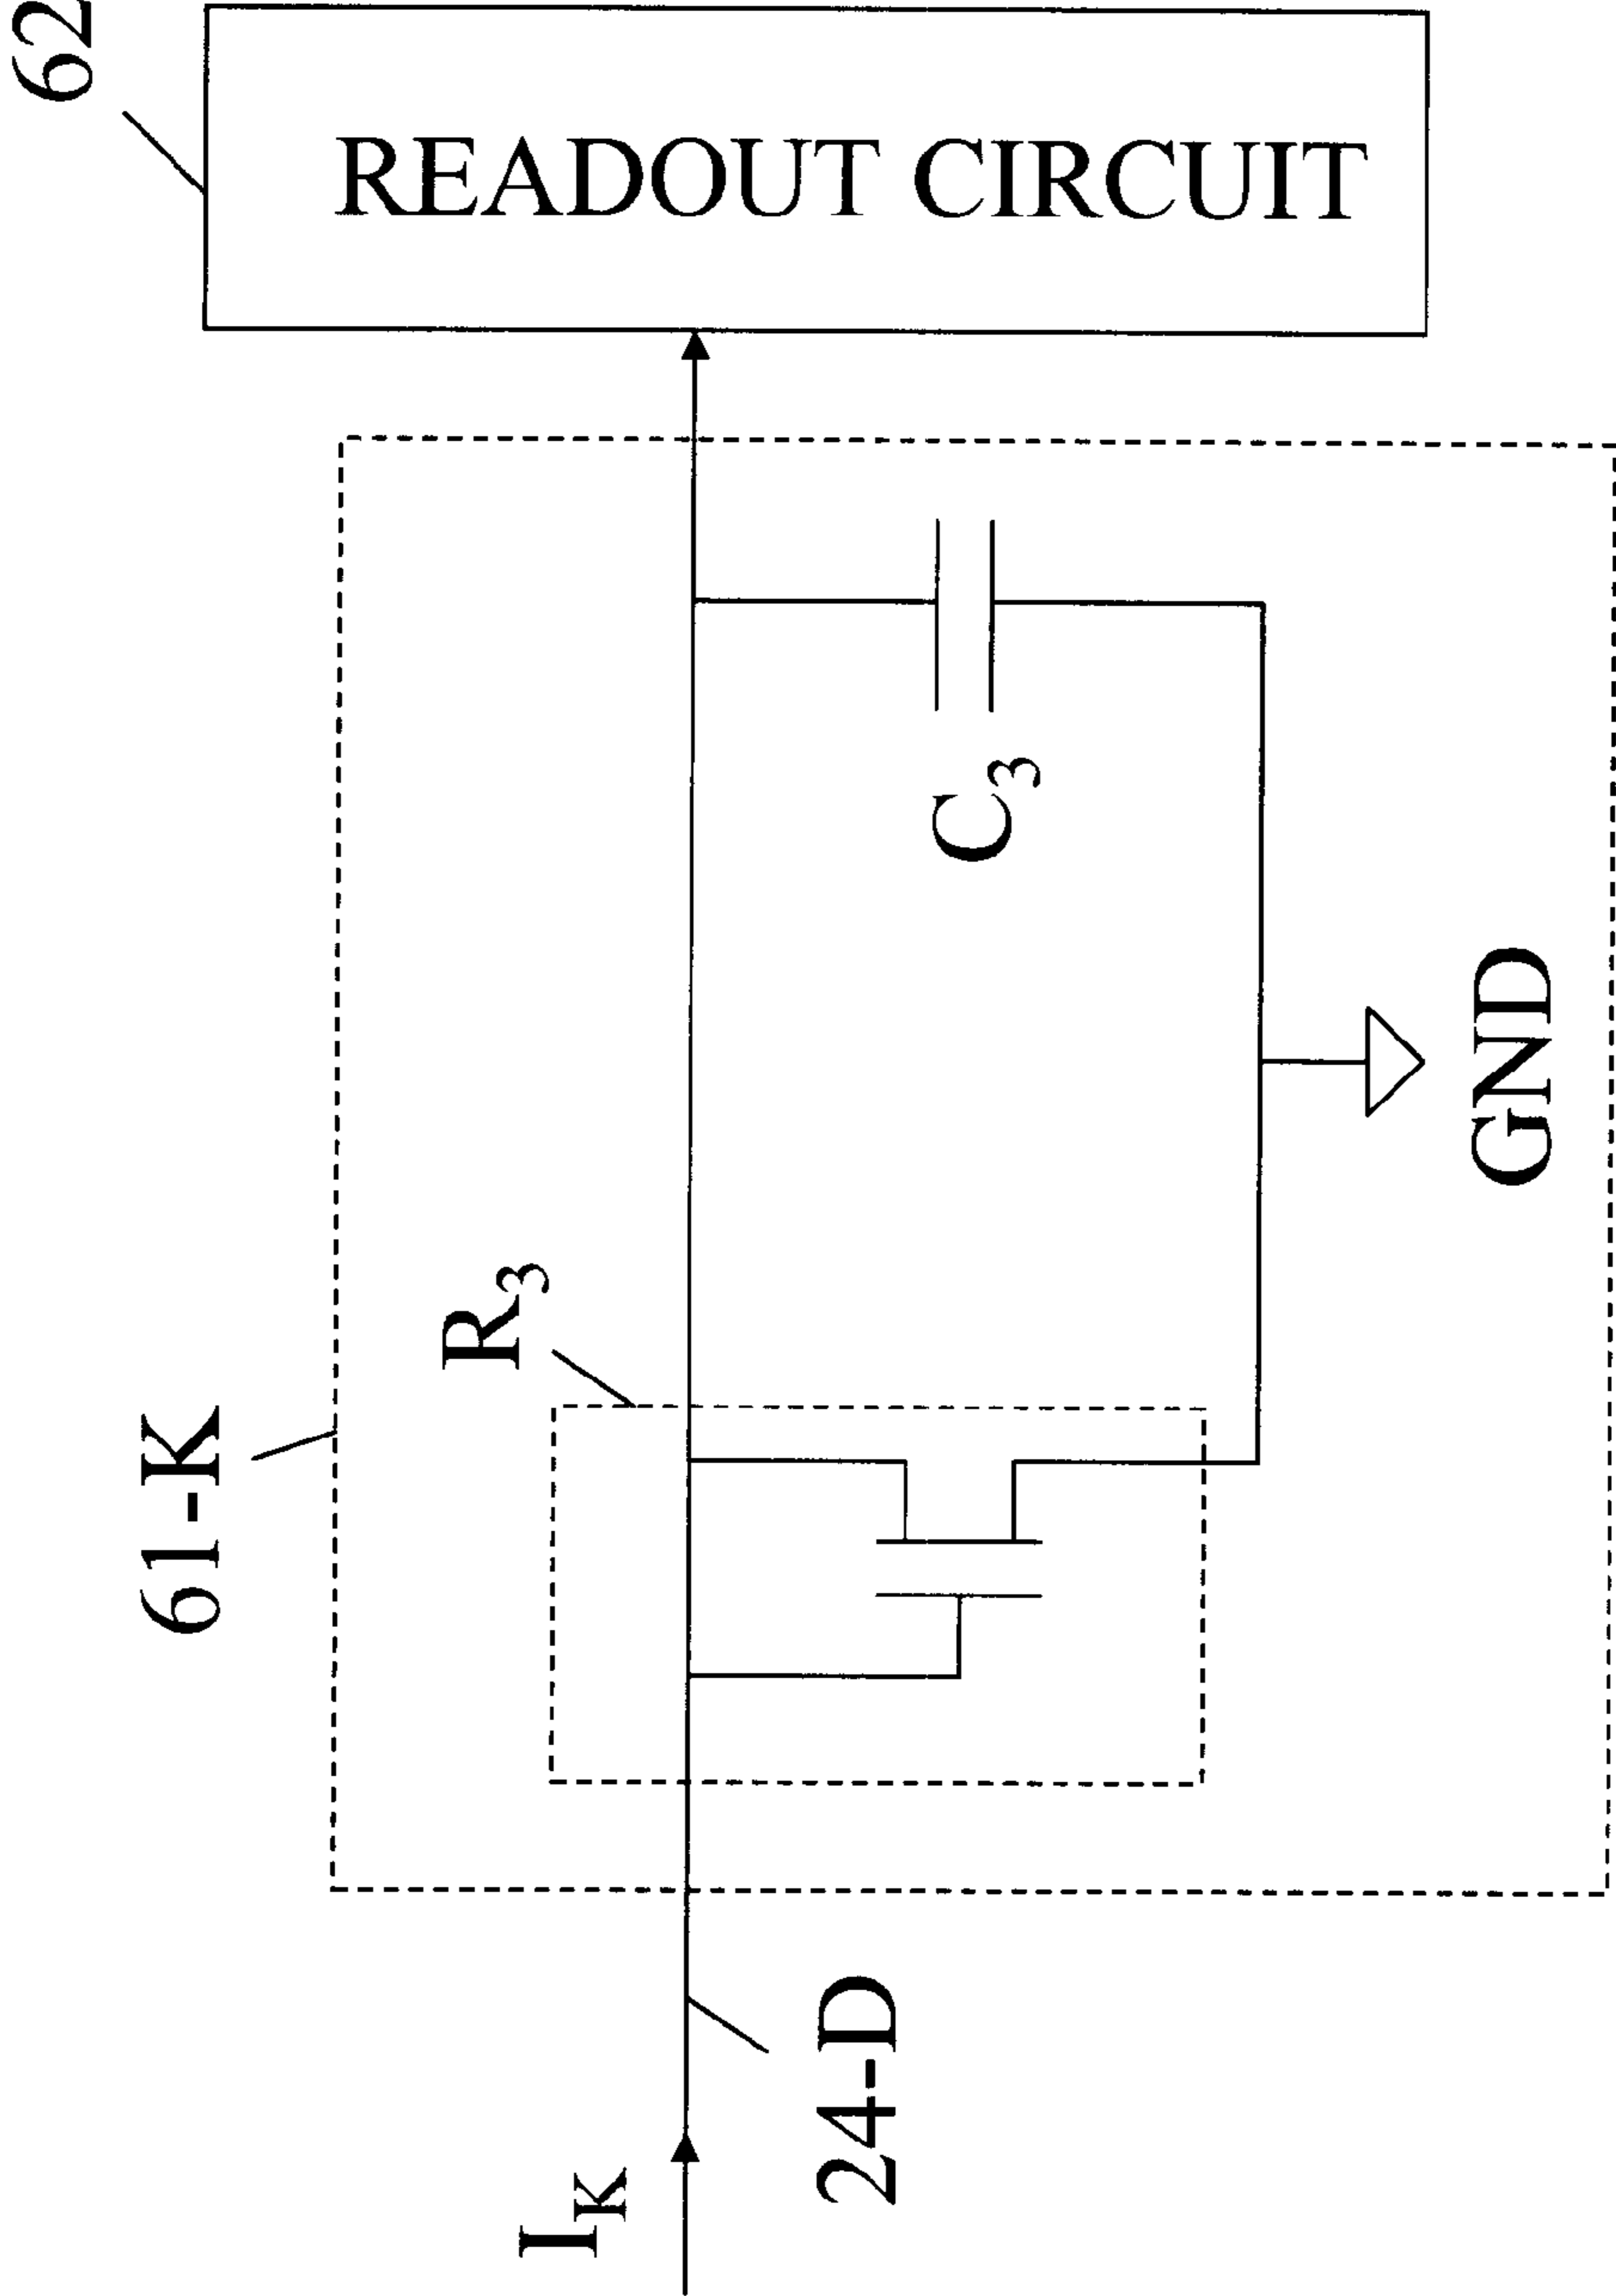 62
READOUT CIRCUIT
61-K
R3
C3
GND
IK
24-D